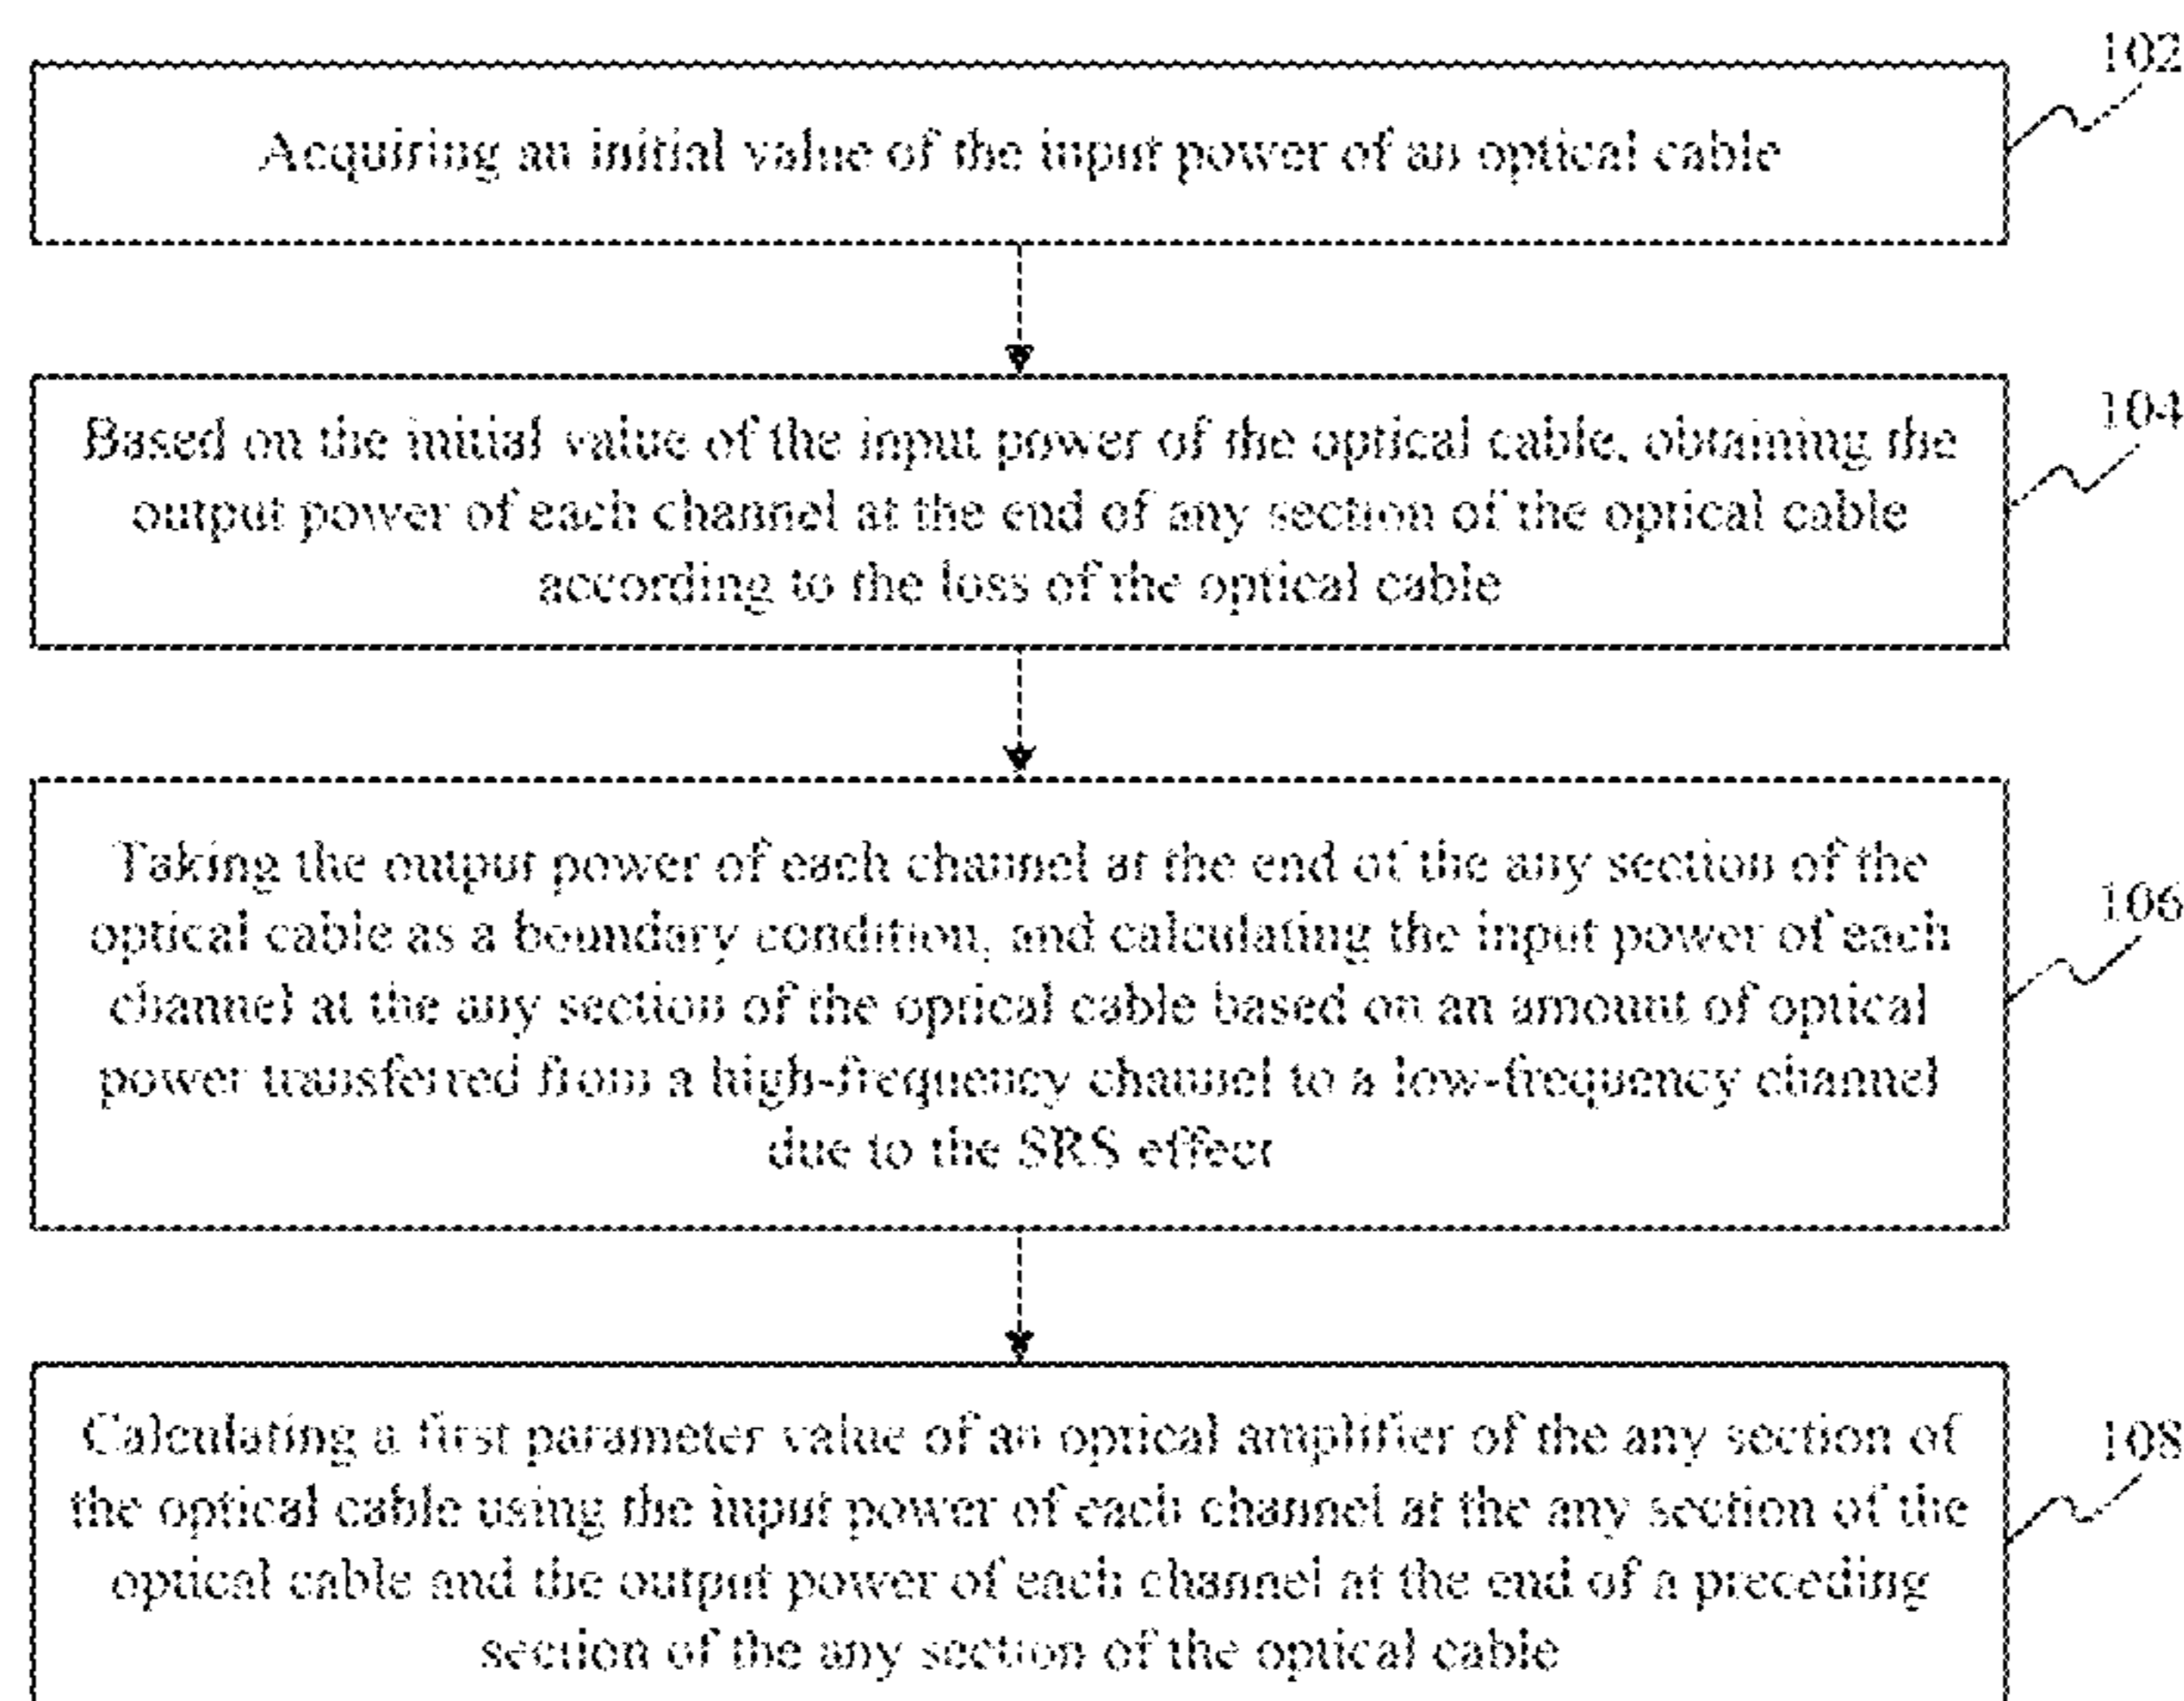 102
Acquiring an initial value of the input power of an optical cable
104
Based on the initial value of the input power of the optical cable, obtaining the
output power of each channel at the end of any section of the optical cable
according to the loss of the optical cable
106
Taking the output power of each channel at the end of the any section of the
optical cable as a boundary condition, and calculating the input power of each
channel at the any section of the optical cable based on an amount of optical
power transferred from a high-frequency channel to a low-frequency channel
due to the SRS effect
108
Calculating a first parameter value of an optical amplifier of the any section of
the optical cable using the input power of each channel at the any section of the
optical cable and the output power of each channel at the end of a preceding
section of the any section of the optical cable